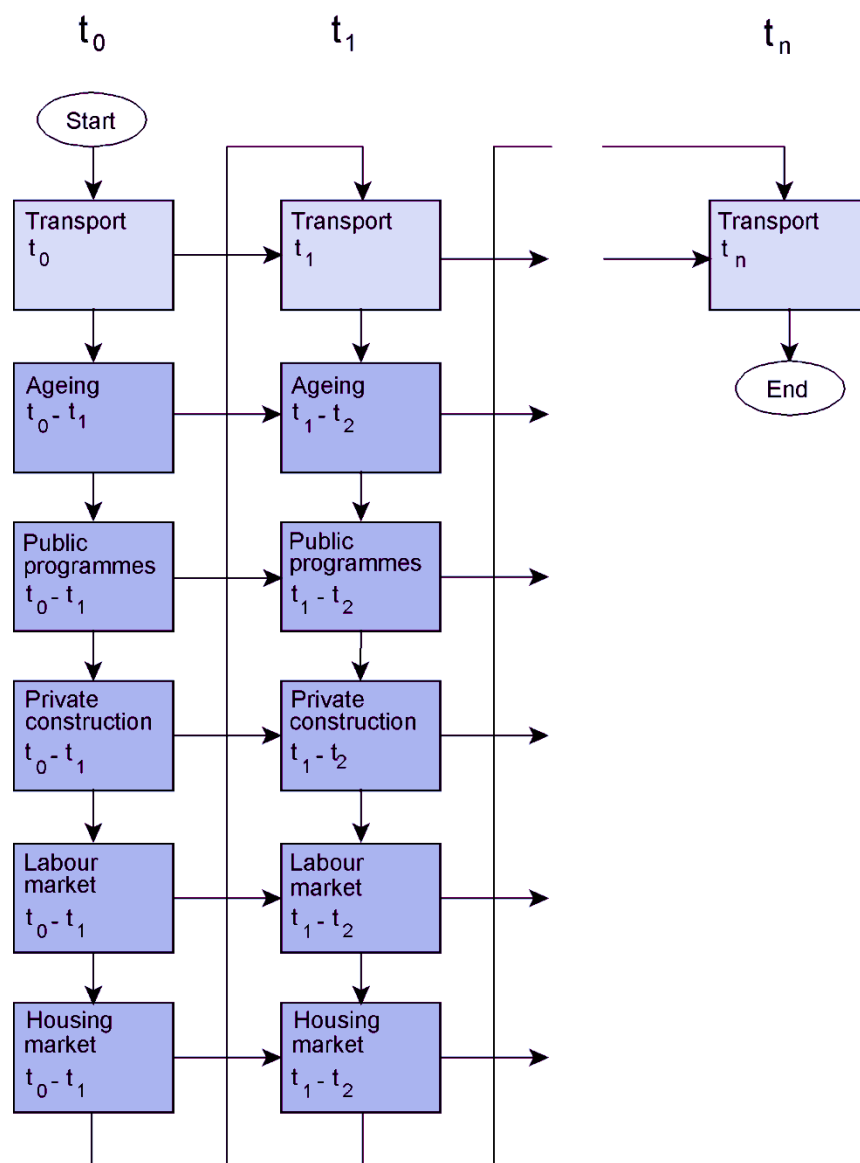 t0
t1
tn
Start
Transport
t0
Transport
t1
Transport
tn
Ageing
t0 - t1
Ageing
t1 - t2
End
Public
programmes
t0 - t1
Public
programmes
t1 - t2
Private
construction
t0 - t1
Private
construction
t1 - t2
Labour
market
t0 - t1
Labour
market
t1 - t2
Housing
market
t0 - t1
Housing
market
t1 - t2